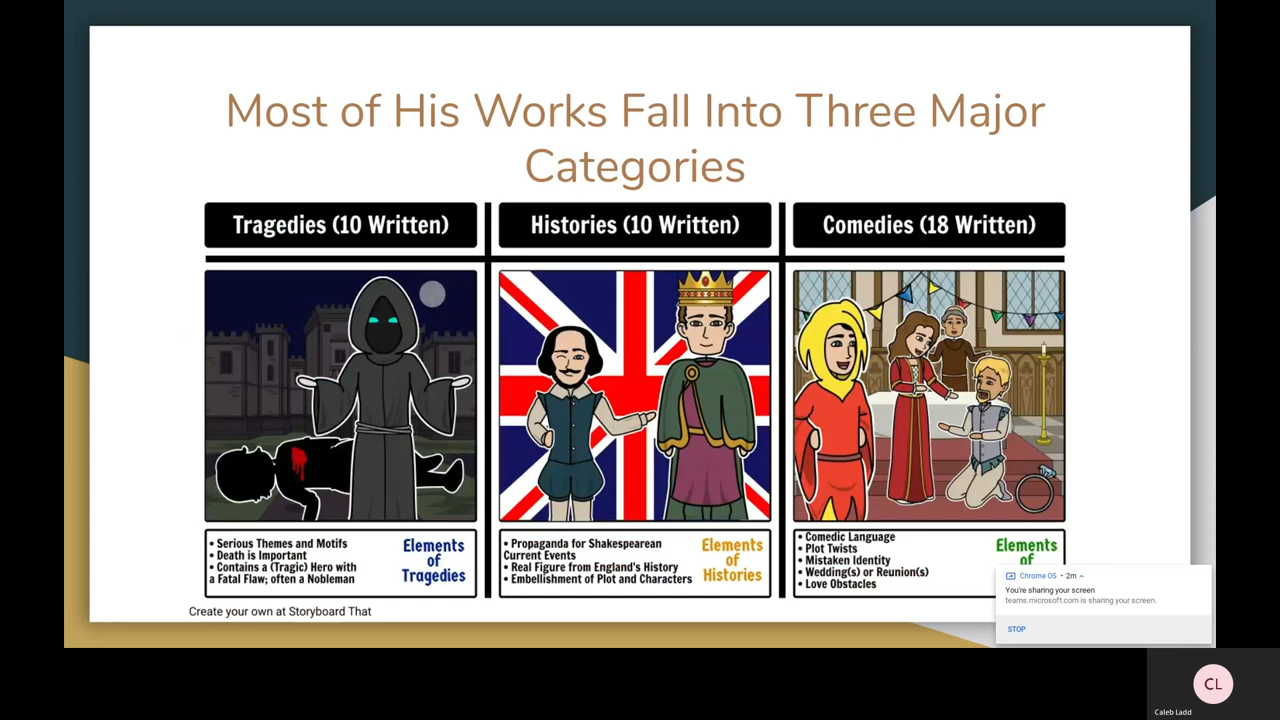 Most of His Works Fall Into Three Major
Categories
Tragedies (10 Written)
Histories (10 Written)
Comedies (18 Written)
• Serious Themes and Motifs
• Death is Important
• Contains a (Tragic) Hero with
a Fatal Flaw; often a Nobleman
Elements
of
Tragedies
• Propaganda for Shakespearean
Current Events
• Real Figure from England's History
• Embellishment of Plot and Characters
Elements
of
Histories
• Comedic Language
• Plot Twists
• Mistaken Identity
• Wedding(s) or Reunion(s)
• Love Obstacles
Elements
of
Create your own at Storyboard That
Chrome OS • 2m
You're sharing your screen
teams.microsoft.com is sharing your screen.
STOP
CL
Caleb Ladd